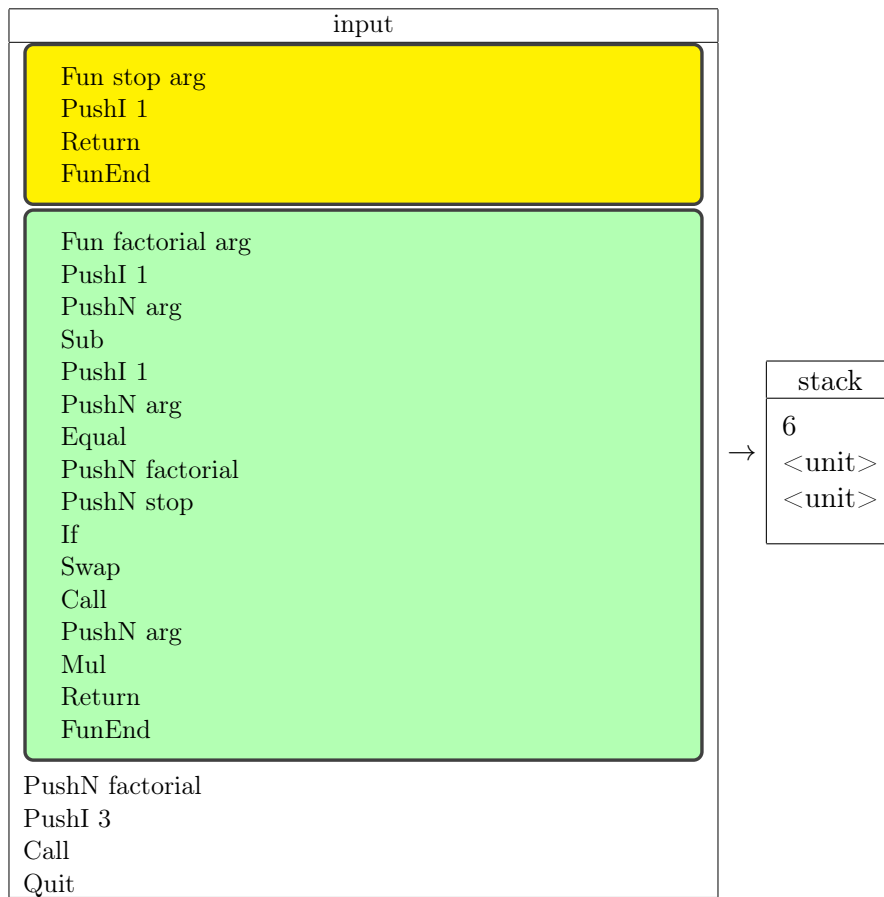 input
Fun stop arg
PushI 1
Return
FunEnd
Fun factorial arg
PushI 1
PushN arg
Sub
PushI 1
PushN arg
Equal
PushN factorial
PushN stop
If
Swap
Call
PushN arg
Mul
Return
FunEnd
PushN factorial
PushI 3
Call
Quit
→
stack
6
<unit>
<unit>